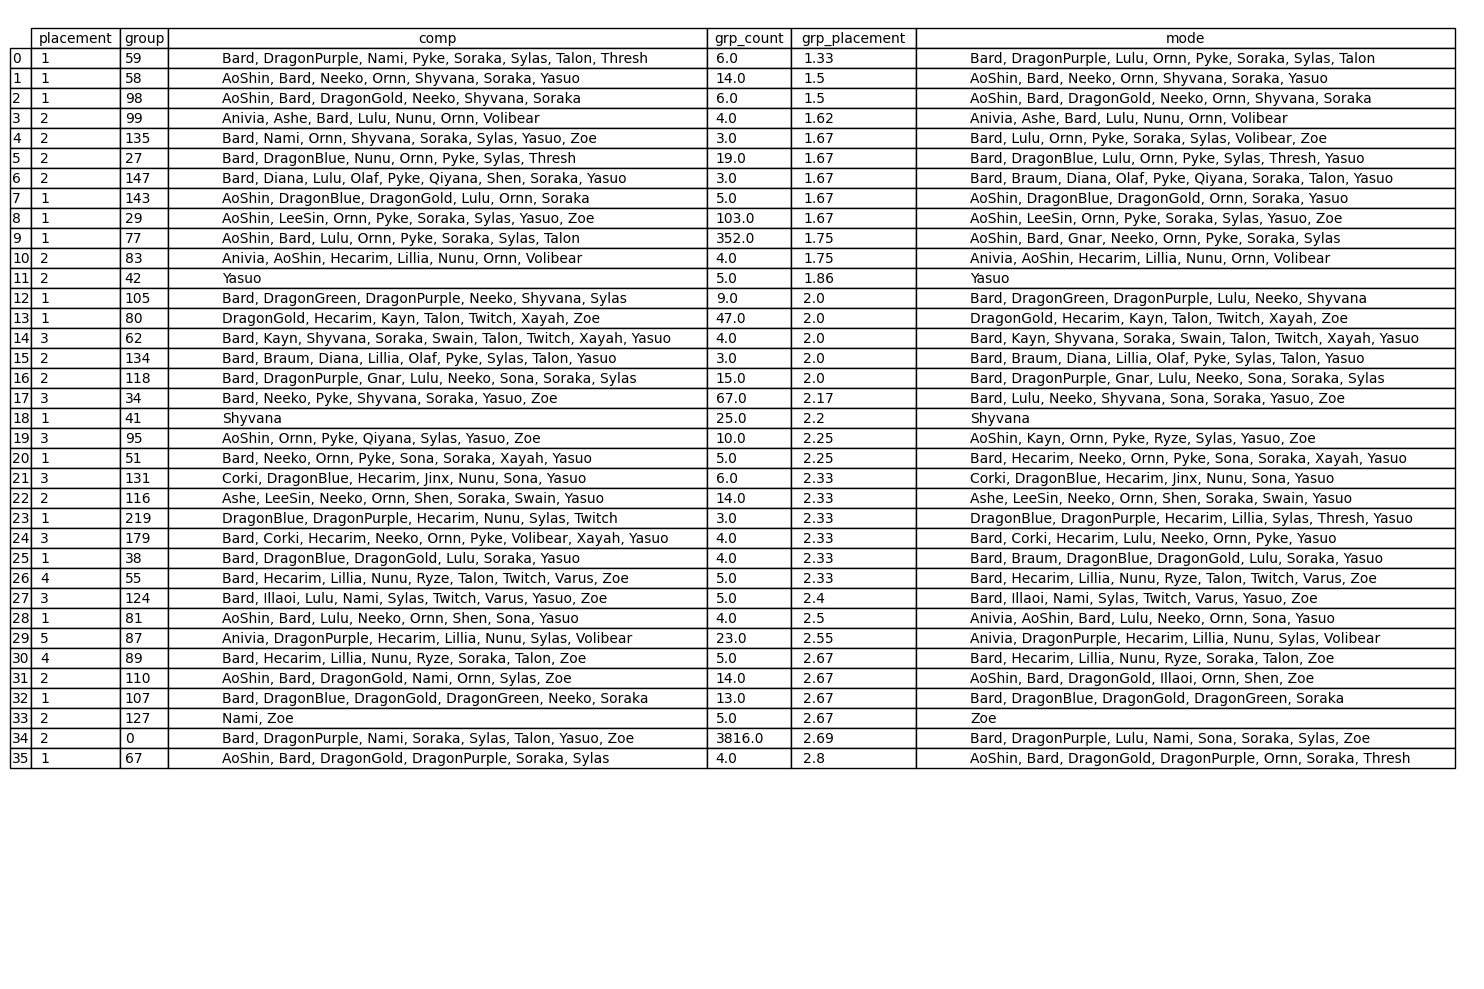 placement group comp grp_count grp_placement mode
0 1 59 Bard, DragonPurple, Nami, Pyke, Soraka, Sylas, Talon, Thresh 6.0 1.33 Bard, DragonPurple, Lulu, Ornn, Pyke, Soraka, Sylas, Talon
1 1 58 AoShin, Bard, Neeko, Ornn, Shyvana, Soraka, Yasuo 14.0 1.5 AoShin, Bard, Neeko, Ornn, Shyvana, Soraka, Yasuo
2 1 98 AoShin, Bard, DragonGold, Neeko, Shyvana, Soraka 6.0 1.5 AoShin, Bard, DragonGold, Neeko, Ornn, Shyvana, Soraka
3 2 99 Anivia, Ashe, Bard, Lulu, Nunu, Ornn, Volibear 4.0 1.62 Anivia, Ashe, Bard, Lulu, Nunu, Ornn, Volibear
4 2 135 Bard, Nami, Ornn, Shyvana, Soraka, Sylas, Yasuo, Zoe 3.0 1.67 Bard, Lulu, Ornn, Pyke, Soraka, Sylas, Volibear, Zoe
5 2 27 Bard, DragonBlue, Nunu, Ornn, Pyke, Sylas, Thresh 19.0 1.67 Bard, DragonBlue, Lulu, Ornn, Pyke, Sylas, Thresh, Yasuo
6 2 147 Bard, Diana, Lulu, Olaf, Pyke, Qiyana, Shen, Soraka, Yasuo 3.0 1.67 Bard, Braum, Diana, Olaf, Pyke, Qiyana, Soraka, Talon, Yasuo
7 1 143 AoShin, DragonBlue, DragonGold, Lulu, Ornn, Soraka 5.0 1.67 AoShin, DragonBlue, DragonGold, Ornn, Soraka, Yasuo
8 1 29 AoShin, LeeSin, Ornn, Pyke, Soraka, Sylas, Yasuo, Zoe 103.0 1.67 AoShin, LeeSin, Ornn, Pyke, Soraka, Sylas, Yasuo, Zoe
9 1 77 AoShin, Bard, Lulu, Ornn, Pyke, Soraka, Sylas, Talon 352.0 1.75 AoShin, Bard, Gnar, Neeko, Ornn, Pyke, Soraka, Sylas
10 2 83 Anivia, AoShin, Hecarim, Lillia, Nunu, Ornn, Volibear 4.0 1.75 Anivia, AoShin, Hecarim, Lillia, Nunu, Ornn, Volibear
11 2 42 Yasuo 5.0 1.86 Yasuo
12 1 105 Bard, DragonGreen, DragonPurple, Neeko, Shyvana, Sylas 9.0 2.0 Bard, DragonGreen, DragonPurple, Lulu, Neeko, Shyvana
13 1 80 DragonGold, Hecarim, Kayn, Talon, Twitch, Xayah, Zoe 47.0 2.0 DragonGold, Hecarim, Kayn, Talon, Twitch, Xayah, Zoe
14 3 62 Bard, Kayn, Shyvana, Soraka, Swain, Talon, Twitch, Xayah, Yasuo 4.0 2.0 Bard, Kayn, Shyvana, Soraka, Swain, Talon, Twitch, Xayah, Yasuo
15 2 134 Bard, Braum, Diana, Lillia, Olaf, Pyke, Sylas, Talon, Yasuo 3.0 2.0 Bard, Braum, Diana, Lillia, Olaf, Pyke, Sylas, Talon, Yasuo
16 2 118 Bard, DragonPurple, Gnar, Lulu, Neeko, Sona, Soraka, Sylas 15.0 2.0 Bard, DragonPurple, Gnar, Lulu, Neeko, Sona, Soraka, Sylas
17 3 34 Bard, Neeko, Pyke, Shyvana, Soraka, Yasuo, Zoe 67.0 2.17 Bard, Lulu, Neeko, Shyvana, Sona, Soraka, Yasuo, Zoe
18 1 41 Shyvana 25.0 2.2 Shyvana
19 3 95 AoShin, Ornn, Pyke, Qiyana, Sylas, Yasuo, Zoe 10.0 2.25 AoShin, Kayn, Ornn, Pyke, Ryze, Sylas, Yasuo, Zoe
20 1 51 Bard, Neeko, Ornn, Pyke, Sona, Soraka, Xayah, Yasuo 5.0 2.25 Bard, Hecarim, Neeko, Ornn, Pyke, Sona, Soraka, Xayah, Yasuo
21 3 131 Corki, DragonBlue, Hecarim, Jinx, Nunu, Sona, Yasuo 6.0 2.33 Corki, DragonBlue, Hecarim, Jinx, Nunu, Sona, Yasuo
22 2 116 Ashe, LeeSin, Neeko, Ornn, Shen, Soraka, Swain, Yasuo 14.0 2.33 Ashe, LeeSin, Neeko, Ornn, Shen, Soraka, Swain, Yasuo
23 1 219 DragonBlue, DragonPurple, Hecarim, Nunu, Sylas, Twitch 3.0 2.33 DragonBlue, DragonPurple, Hecarim, Lillia, Sylas, Thresh, Yasuo
24 3 179 Bard, Corki, Hecarim, Neeko, Ornn, Pyke, Volibear, Xayah, Yasuo 4.0 2.33 Bard, Corki, Hecarim, Lulu, Neeko, Ornn, Pyke, Yasuo
25 1 38 Bard, DragonBlue, DragonGold, Lulu, Soraka, Yasuo 4.0 2.33 Bard, Braum, DragonBlue, DragonGold, Lulu, Soraka, Yasuo
26 4 55 Bard, Hecarim, Lillia, Nunu, Ryze, Talon, Twitch, Varus, Zoe 5.0 2.33 Bard, Hecarim, Lillia, Nunu, Ryze, Talon, Twitch, Varus, Zoe
27 3 124 Bard, Illaoi, Lulu, Nami, Sylas, Twitch, Varus, Yasuo, Zoe 5.0 2.4 Bard, Illaoi, Nami, Sylas, Twitch, Varus, Yasuo, Zoe
28 1 81 AoShin, Bard, Lulu, Neeko, Ornn, Shen, Sona, Yasuo 4.0 2.5 Anivia, AoShin, Bard, Lulu, Neeko, Ornn, Sona, Yasuo
29 5 87 Anivia, DragonPurple, Hecarim, Lillia, Nunu, Sylas, Volibear 23.0 2.55 Anivia, DragonPurple, Hecarim, Lillia, Nunu, Sylas, Volibear
30 4 89 Bard, Hecarim, Lillia, Nunu, Ryze, Soraka, Talon, Zoe 5.0 2.67 Bard, Hecarim, Lillia, Nunu, Ryze, Soraka, Talon, Zoe
31 2 110 AoShin, Bard, DragonGold, Nami, Ornn, Sylas, Zoe 14.0 2.67 AoShin, Bard, DragonGold, Illaoi, Ornn, Shen, Zoe
32 1 107 Bard, DragonBlue, DragonGold, DragonGreen, Neeko, Soraka 13.0 2.67 Bard, DragonBlue, DragonGold, DragonGreen, Soraka
33 2 127 Nami, Zoe 5.0 2.67 Zoe
34 2 0 Bard, DragonPurple, Nami, Soraka, Sylas, Talon, Yasuo, Zoe 3816.0 2.69 Bard, DragonPurple, Lulu, Nami, Sona, Soraka, Sylas, Zoe
35 1 67 AoShin, Bard, DragonGold, DragonPurple, Soraka, Sylas 4.0 2.8 AoShin, Bard, DragonGold, DragonPurple, Ornn, Soraka, Thresh